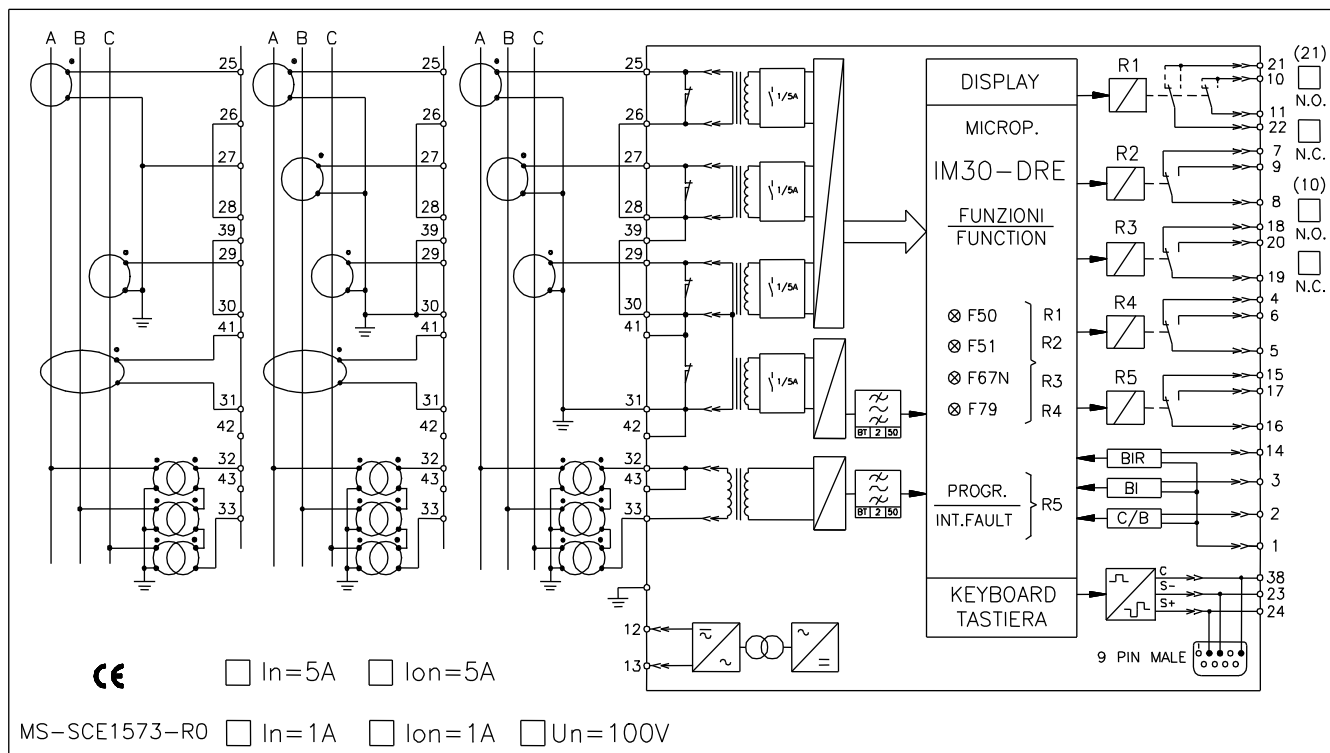 A B C
25
26
27
28
39
29
30
41
31
42
32
43
33
A B C
25
26
27
28
39
29
30
41
31
42
32
43
33
A B C
25
26
27
28
39
29
30
41
31
42
32
43
33
12
13
1/5A
1/5A
1/5A
1/5A
BT 2 50
BT 2 50
DISPLAY
MICROP.
IM30-DRE
FUNZIONI
FUNCTION
F50
F51
F67N
F79
R1
R2
R3
R4
PROGR.
INT.FAULT
R5
KEYBOARD
TASTIERA
R1
R2
R3
R4
R5
BIR
BI
C/B
C
S-
S+
21
10
11
22
7
9
8
18
20
19
4
6
5
15
17
16
14
3
2
1
38
23
24
(21)
N.O.
N.C.
(10)
N.O.
N.C.
9 PIN MALE
1
CE
In=5A Ion=5A
MS-SCE1573-R0 In=1A Ion=1A Un=100V